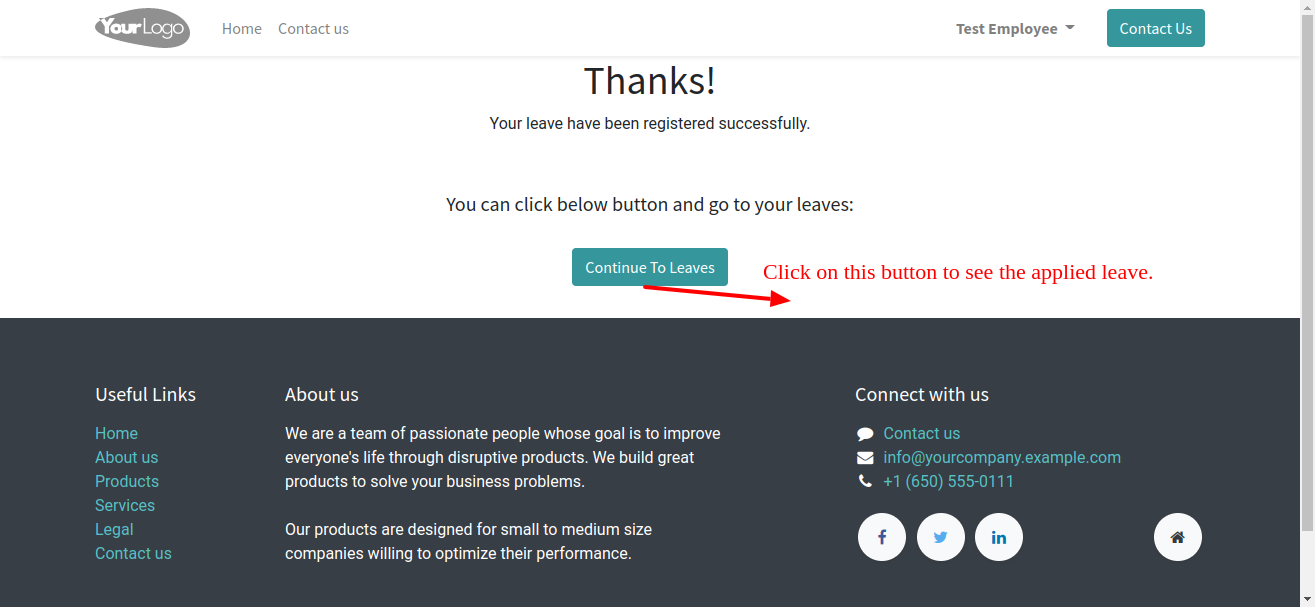 YourLogo
Home
Contact us
Test Employee
Contact Us
Thanks!
Your leave have been registered successfully.
You can click below button and go to your leaves:
Continue To Leaves
Click on this button to see the applied leave.
Useful Links
Home
About us
Products
Services
Legal
Contact us
About us
We are a team of passionate people whose goal is to improve
everyone's life through disruptive products. We build great
products to solve your business problems.
Our products are designed for small to medium size
companies willing to optimize their performance.
Connect with us
Contact us
info@yourcompany.example.com
+1 (650) 555-0111